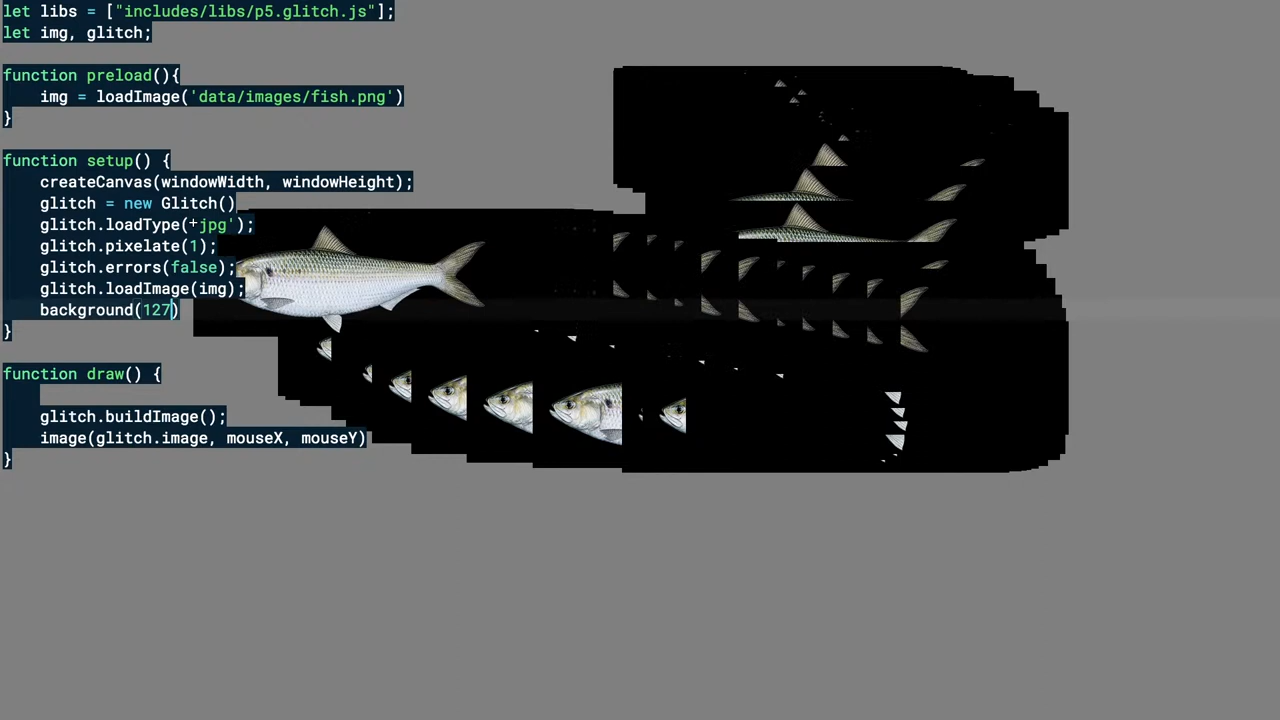 let libs = ["includes/libs/p5.glitch.js"];
let img, glitch;
function preload(){
img = loadImage('data/images/fish.png')
}
function setup() {
createCanvas(windowWidth, windowHeight);
glitch = new Glitch()
glitch.loadType('jpg');
glitch.pixelate(1);
glitch.errors(false);
glitch.loadImage(img);
background(127)
}
function draw() {
glitch.buildImage();
image(glitch.image, mouseX, mouseY)
}